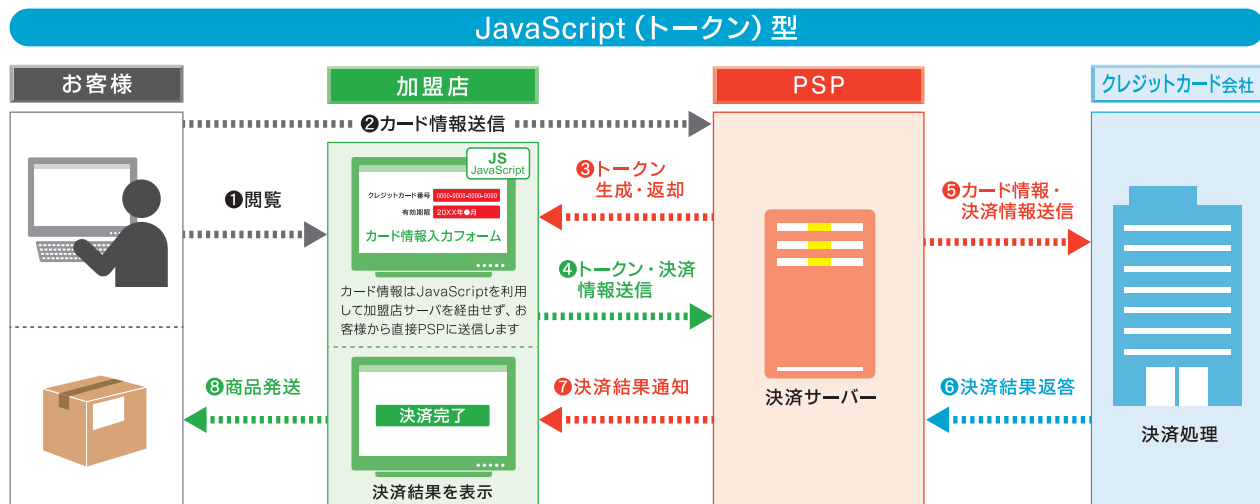 JavaScript（トークン）型
お客様
加盟店
PSP
クレジットカード会社
❷カード情報送信
JS
JavaScript
クレジットカード番号 0000-0000-0000-0000
有効期限 20XX年●月
カード情報入力フォーム
❶閲覧
❸トークン
生成・返却
❹トークン・決済
情報送信
❺カード情報・
決済情報送信
カード情報はJavaScriptを利用
して加盟店サーバを経由せず、お
客様から直接PSPに送信します
決済サーバー
❻決済結果返答
❼決済結果通知
❽商品発送
決済完了
決済結果を表示
決済処理